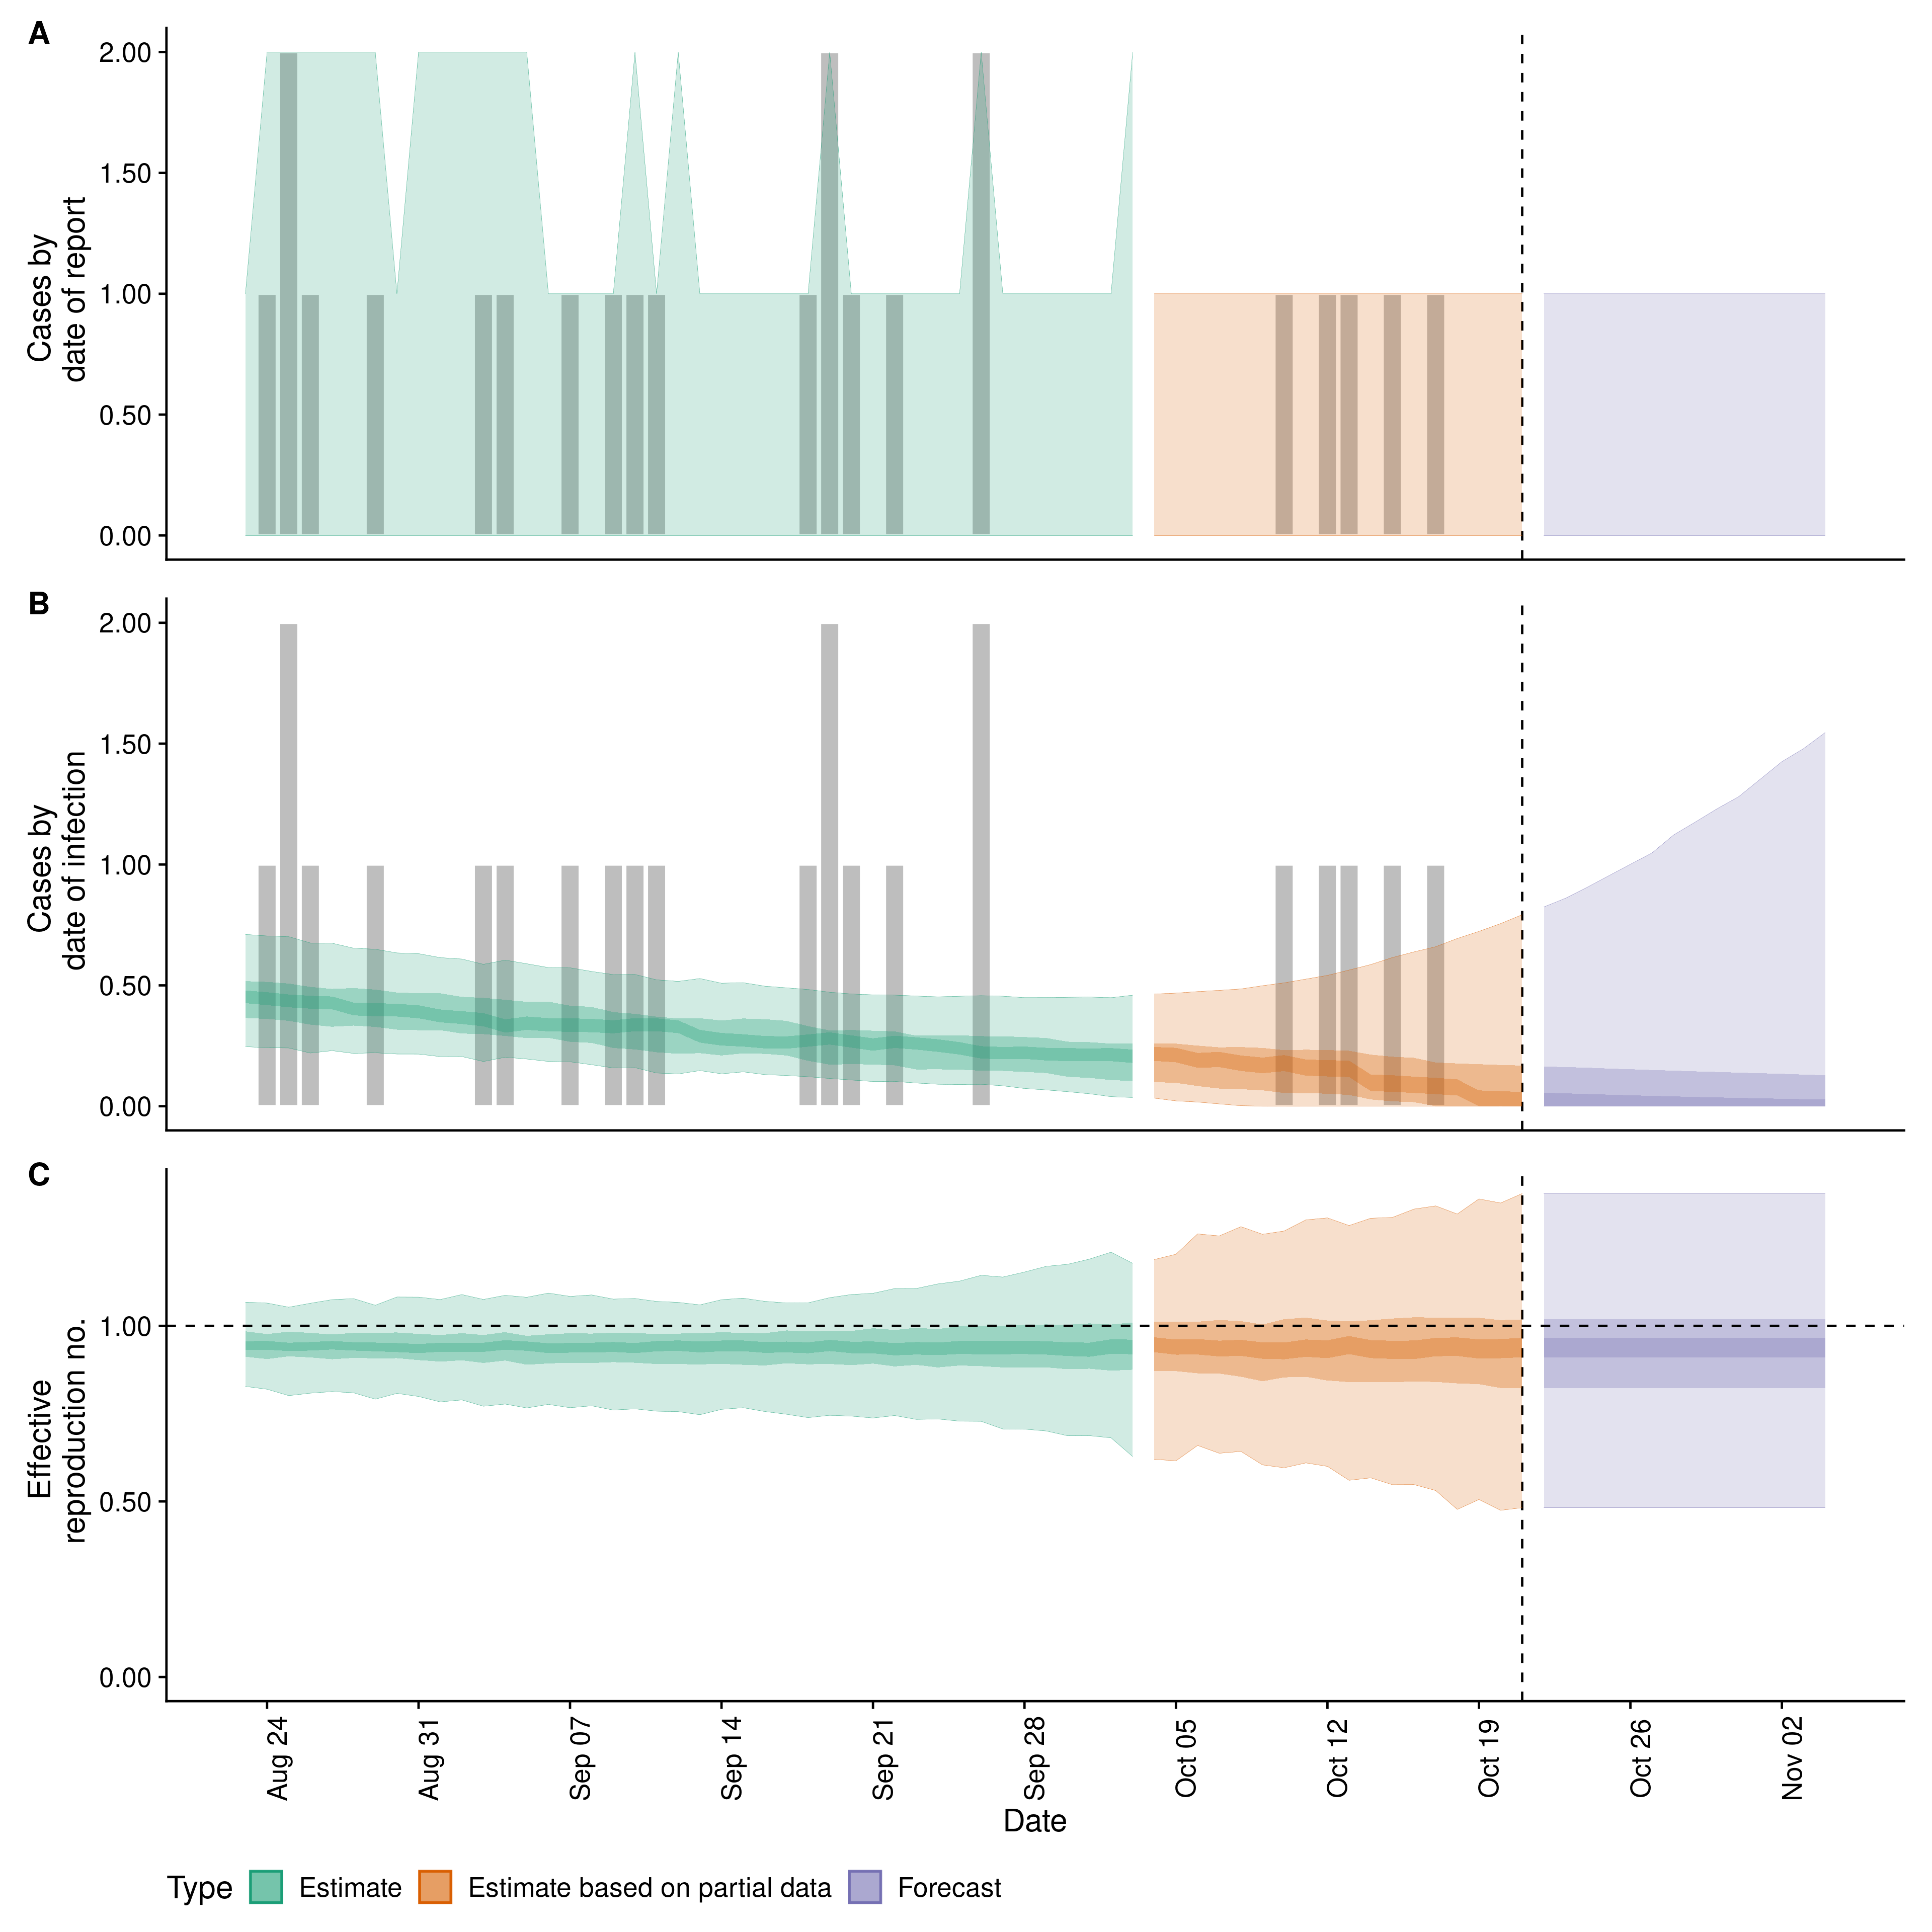 A
Cases by
date of report
2.00
1.50
1.00
0.50
0.00
B
Cases by
date of infection
2.00
1.50
1.00
0.50
0.00
C
Effective
reproduction no.
1.00
0.50
0.00
Aug 24
Aug 31
Sep 07
Sep 14
Sep 21
Sep 28
Oct 05
Oct 12
Oct 19
Oct 26
Nov 02
Date
Type Estimate Estimate based on partial data Forecast